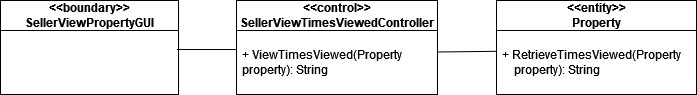 <<boundary>>
SellerViewPropertyGUI
<<control>>
SellerViewTimesViewedController
+ ViewTimesViewed(Property
property): String
<<entity>>
Property
+ RetrieveTimesViewed(Property
property): String